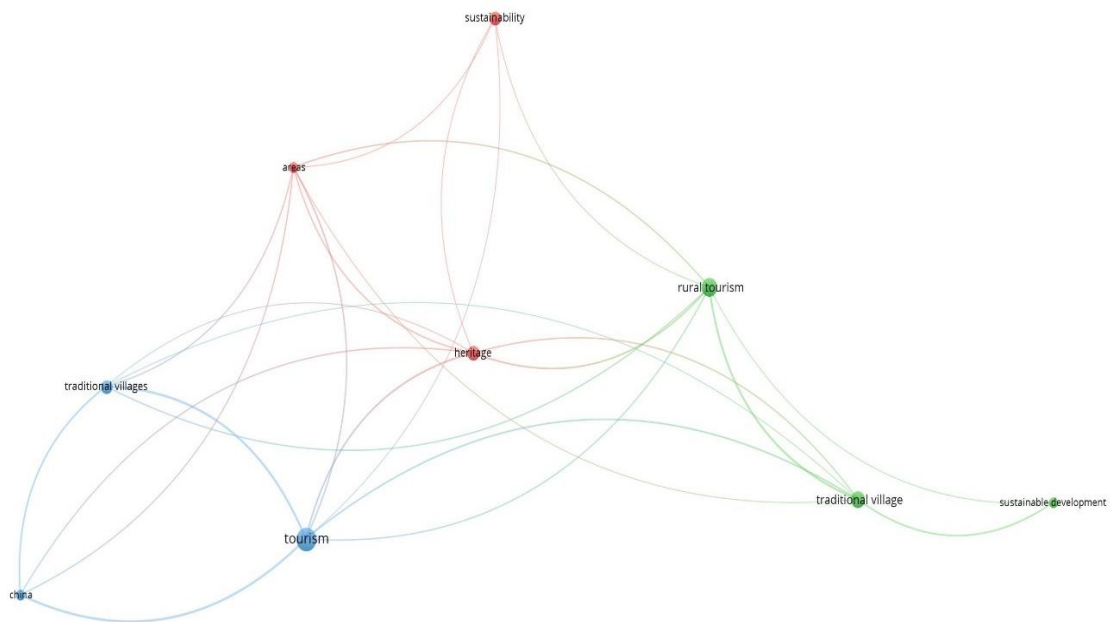 sustainability
areas
rural tourism
heritage
traditional villages
traditional village
sustainable development
tourism
china